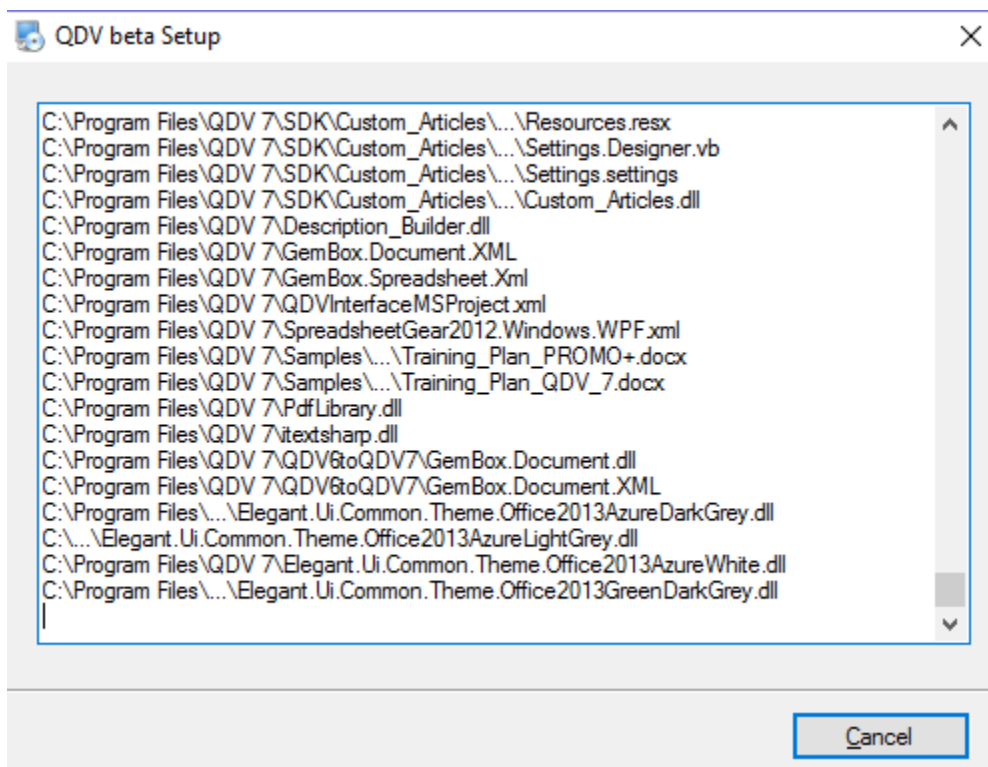 QDV beta Setup
C:\Program Files\QDV 7\SDK\Custom_Articles\...\Resources.resx
C:\Program Files\QDV 7\SDK\Custom_Articles\...\Settings.Designer.vb
C:\Program Files\QDV 7\SDK\Custom_Articles\...\Settings.settings
C:\Program Files\QDV 7\SDK\Custom_Articles\...\Custom_Articles.dll
C:\Program Files\QDV 7\Description_Builder.dll
C:\Program Files\QDV 7\GemBox.Document.XML
C:\Program Files\QDV 7\GemBox.Spreadsheet.Xml
C:\Program Files\QDV 7\QDVInterfaceMSProject.xml
C:\Program Files\QDV 7\SpreadsheetGear2012.Windows.WPF.xml
C:\Program Files\QDV 7\Samples\...\Training_Plan_PROMO+.docx
C:\Program Files\QDV 7\Samples\...\Training_Plan_QDV_7.docx
C:\Program Files\QDV 7\PdfLibrary.dll
C:\Program Files\QDV 7\itextsharp.dll
C:\Program Files\QDV 7\QDV6toQDV7\GemBox.Document.dll
C:\Program Files\QDV 7\QDV6toQDV7\GemBox.Document.XML
C:\Program Files\...\Elegant.Ui.Common.Theme.Office2013AzureDarkGrey.dll
C:\...\Elegant.Ui.Common.Theme.Office2013AzureLightGrey.dll
C:\Program Files\QDV 7\Elegant.Ui.Common.Theme.Office2013AzureWhite.dll
C:\Program Files\...\Elegant.Ui.Common.Theme.Office2013GreenDarkGrey.dll
Cancel